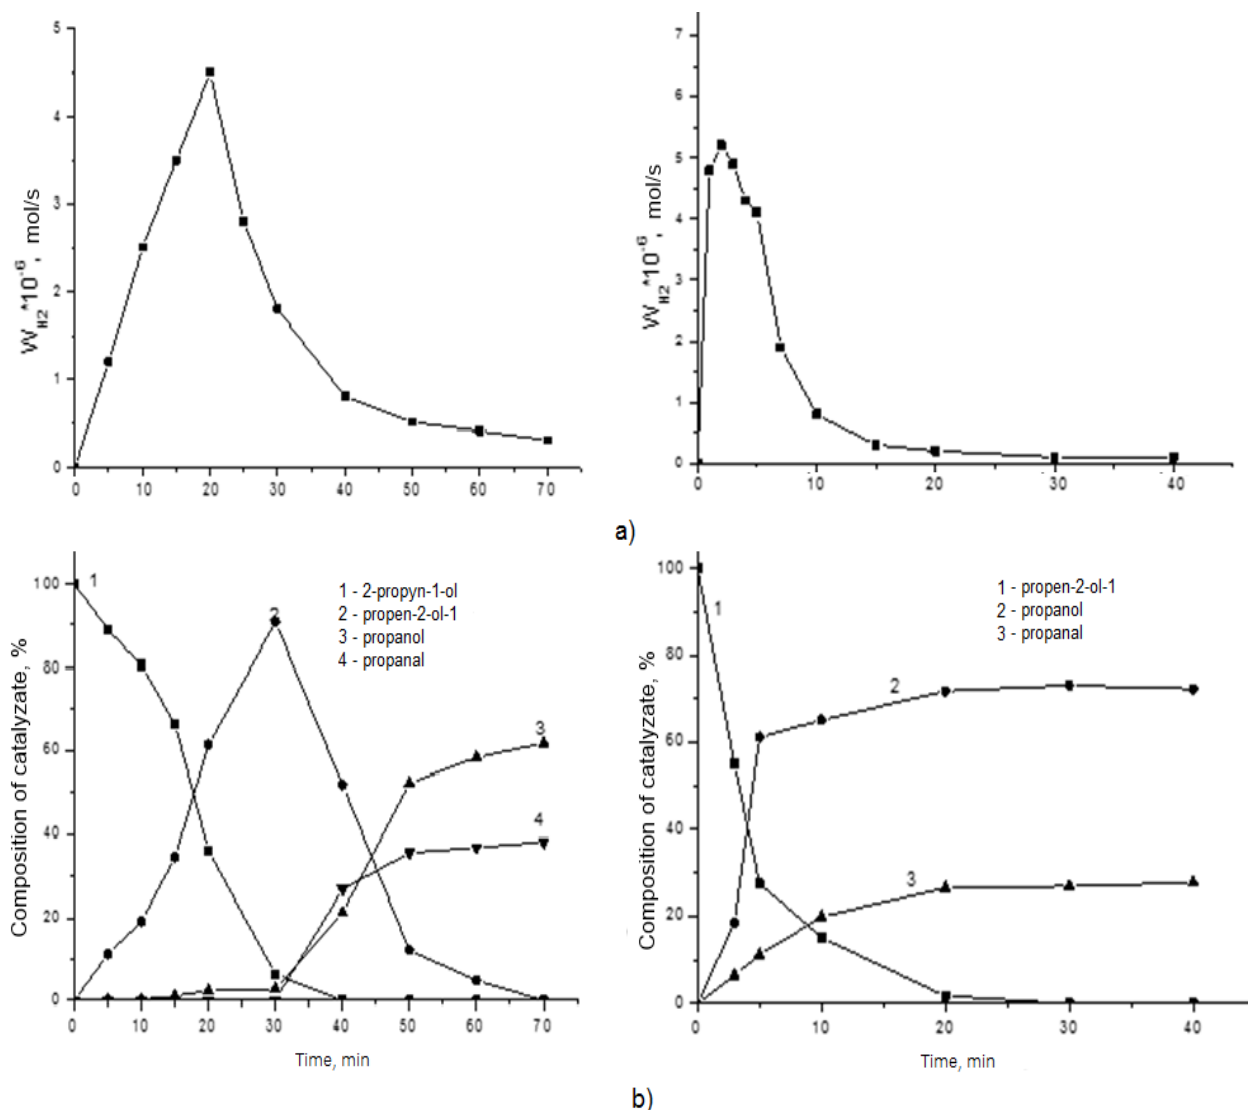 5
4
3
2
1
0
W_H2*10^-6, mol/s
0 10 20 30 40 50 60 70
7
6
5
4
3
2
1
0
W_H2*10^-6, mol/s
0 10 20 30 40
a)
100
80
60
40
20
0
Composition of catalyzate, %
1
2
3
4
1 - 2-propyn-1-ol
2 - propen-2-ol-1
3 - propanol
4 - propanal
0 10 20 30 40 50 60 70
Time, min
100
80
60
40
20
0
Composition of catalyzate, %
1
2
3
1 - propen-2-ol-1
2 - propanol
3 - propanal
0 10 20 30 40
Time, min
b)